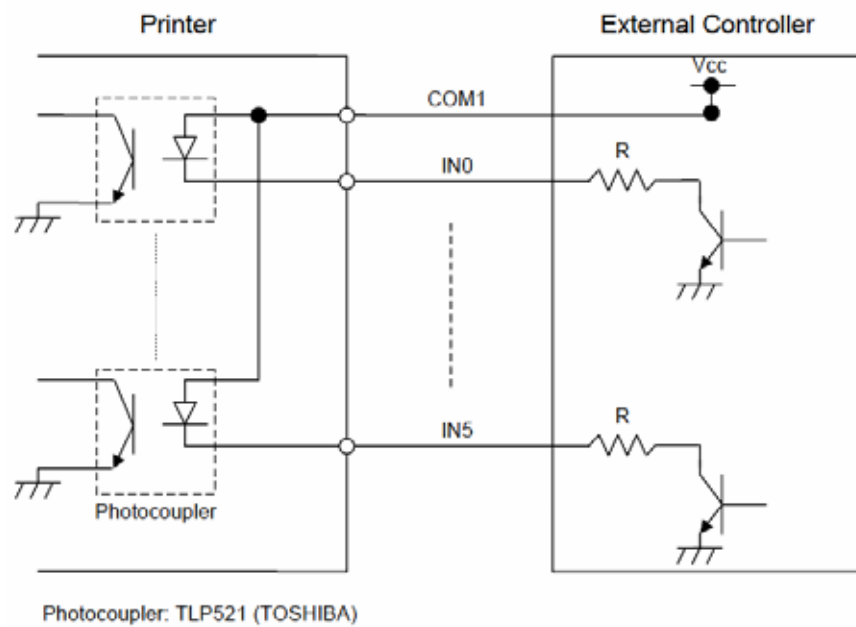 Printer
External Controller
Vcc
COM1
R
IN0
R
IN5
Photocoupler
Photocoupler: TLP521 (TOSHIBA)